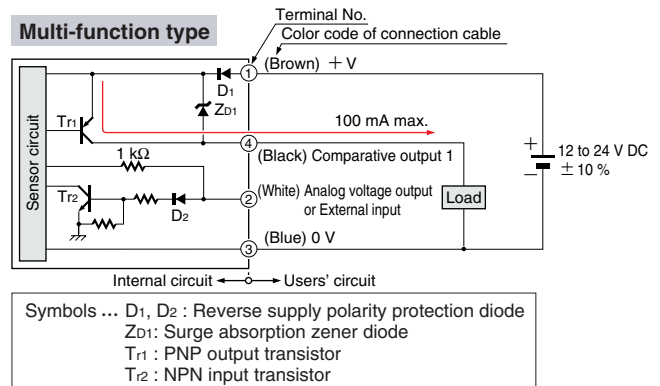 Multi-function type
Terminal No.
Color code of connection cable
Sensor circuit
1
(Brown) + V
D1
ZD1
Tr1
100 mA max.
4
(Black) Comparative output 1
1 kΩ
Tr2
D2
2
(White) Analog voltage output
or External input
Load
+
−
12 to 24 V DC
± 10 %
3
(Blue) 0 V
Internal circuit
Users' circuit
Symbols ... D1, D2 : Reverse supply polarity protection diode
ZD1: Surge absorption zener diode
Tr1 : PNP output transistor
Tr2 : NPN input transistor